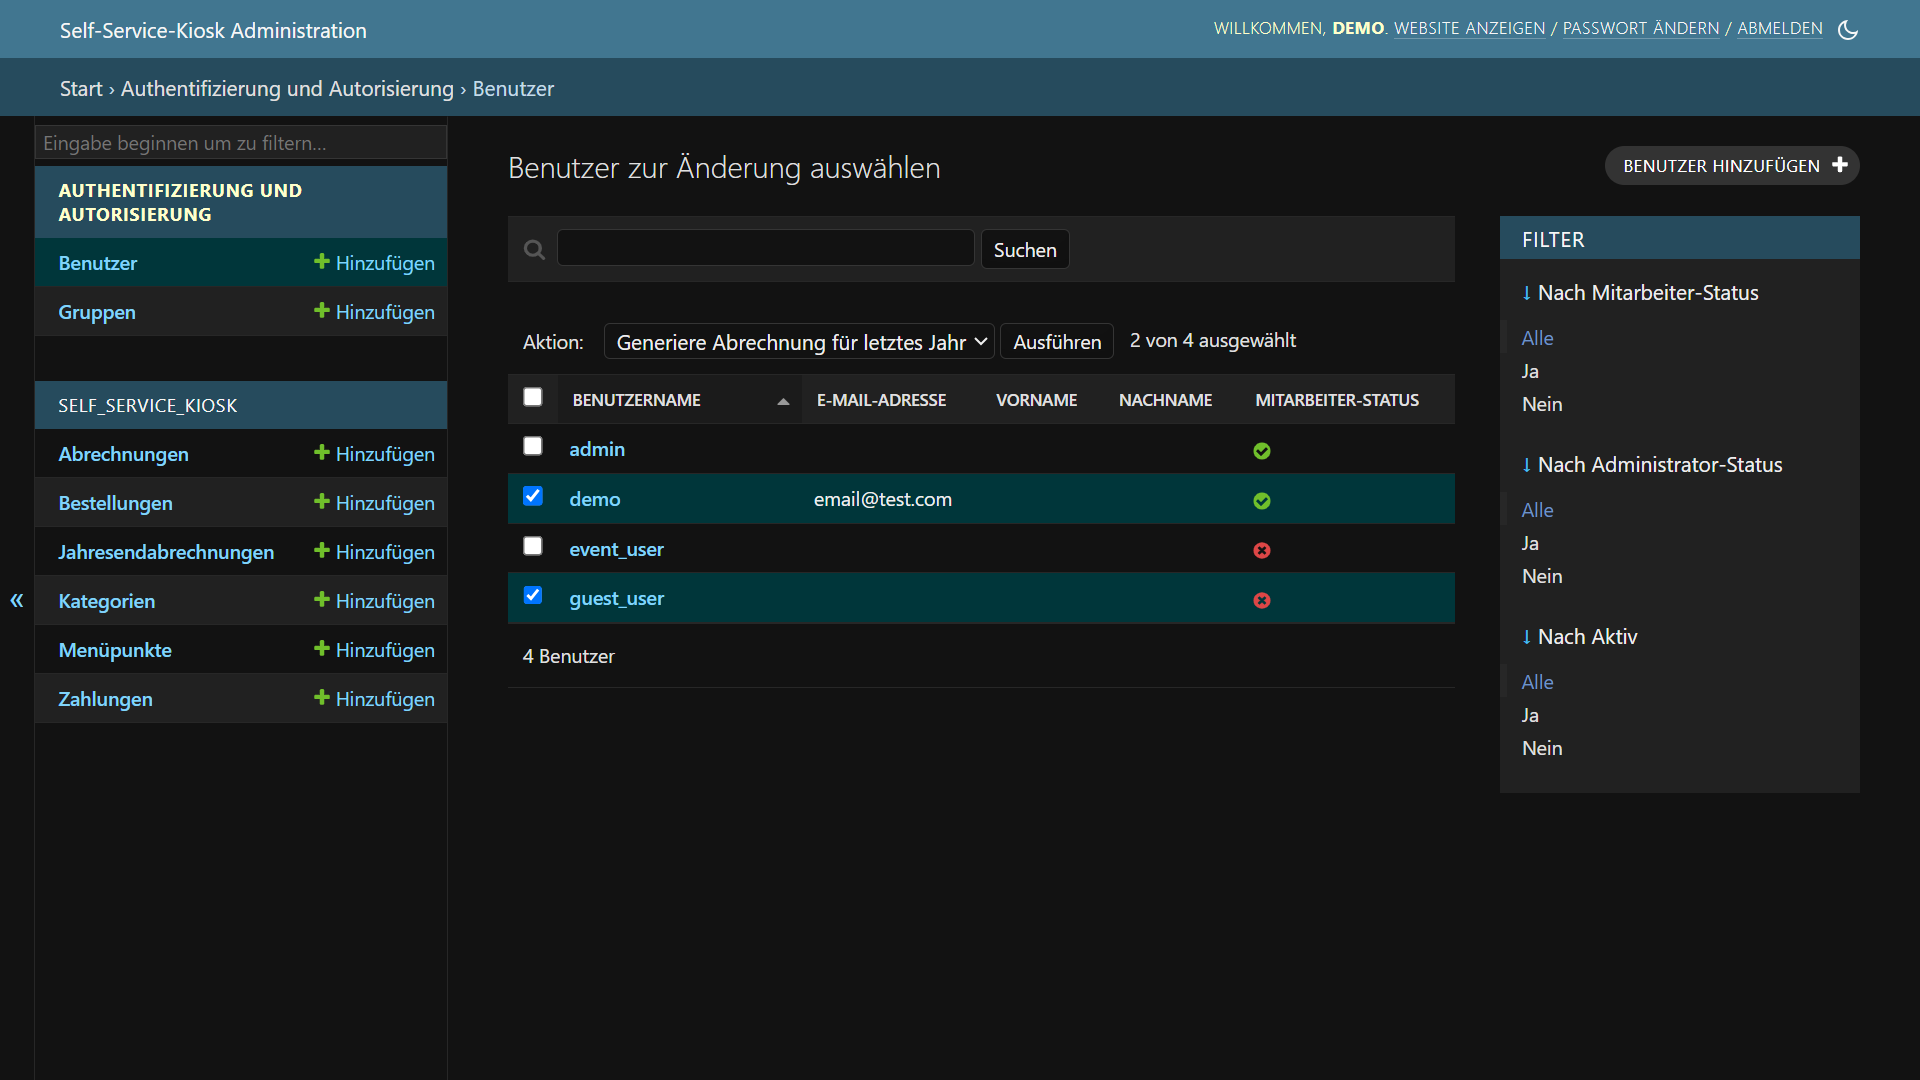 Self-Service-Kiosk Administration
WILLKOMMEN, DEMO. WEBSITE ANZEIGEN / PASSWORT ÄNDERN / ABMELDEN
Start › Authentifizierung und Autorisierung › Benutzer
Eingabe beginnen um zu filtern...
AUTHENTIFIZIERUNG UND
AUTORISIERUNG
Benutzer Hinzufügen
Gruppen Hinzufügen
SELF_SERVICE_KIOSK
Abrechnungen Hinzufügen
Bestellungen Hinzufügen
Jahresendabrechnungen Hinzufügen
Kategorien Hinzufügen
Menüpunkte Hinzufügen
Zahlungen Hinzufügen
«
Benutzer zur Änderung auswählen
BENUTZER HINZUFÜGEN
Suchen
Aktion: Generiere Abrechnung für letztes Jahr Ausführen 2 von 4 ausgewählt
BENUTZERNAME E-MAIL-ADRESSE VORNAME NACHNAME MITARBEITER-STATUS
admin
demo email@test.com
event_user
guest_user
4 Benutzer
FILTER
↓ Nach Mitarbeiter-Status
Alle
Ja
Nein
↓ Nach Administrator-Status
Alle
Ja
Nein
↓ Nach Aktiv
Alle
Ja
Nein